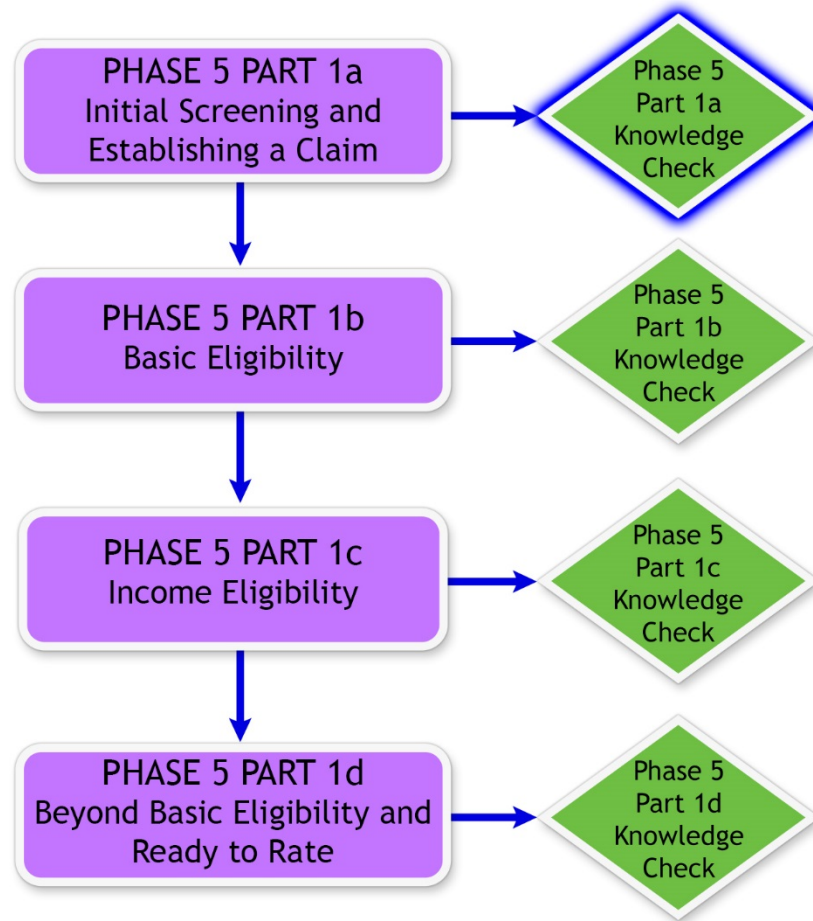 PHASE 5 PART 1a
Initial Screening and
Establishing a Claim
Phase 5
Part 1a
Knowledge
Check
PHASE 5 PART 1b
Basic Eligibility
Phase 5
Part 1b
Knowledge
Check
PHASE 5 PART 1c
Income Eligibility
Phase 5
Part 1c
Knowledge
Check
PHASE 5 PART 1d
Beyond Basic Eligibility and
Ready to Rate
Phase 5
Part 1d
Knowledge
Check